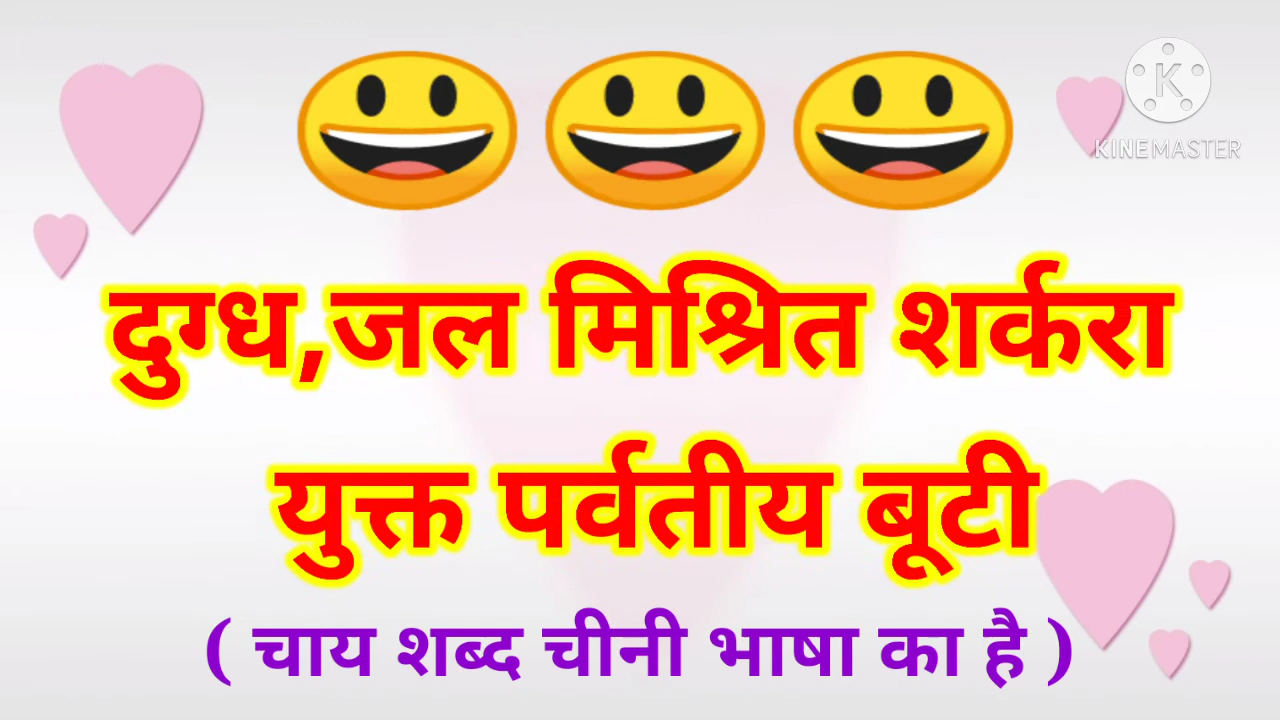 KINEMASTER
दुग्ध,जल मिश्रित शर्करा
युक्त पर्वतीय बूटी
( चाय शब्द चीनी भाषा का है )